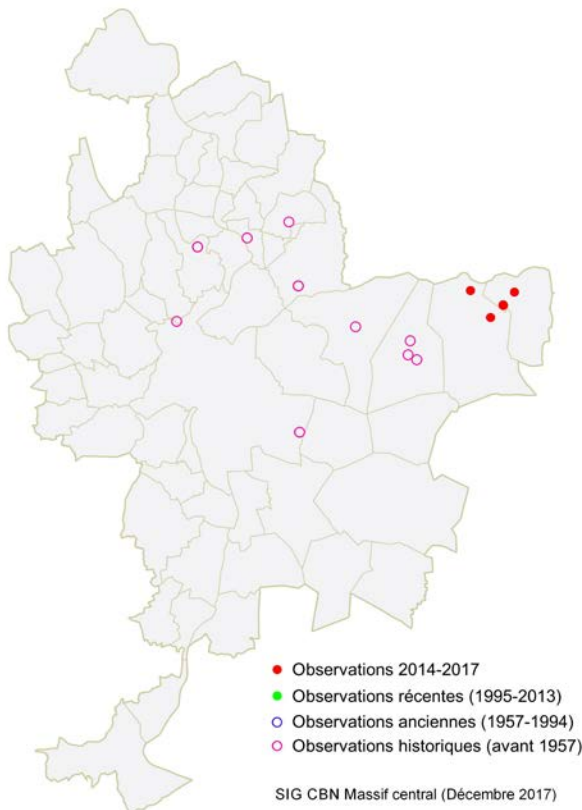 Observations 2014-2017
Observations récentes (1995-2013)
Observations anciennes (1957-1994)
Observations historiques (avant 1957)
SIG CBN Massif central (Décembre 2017)